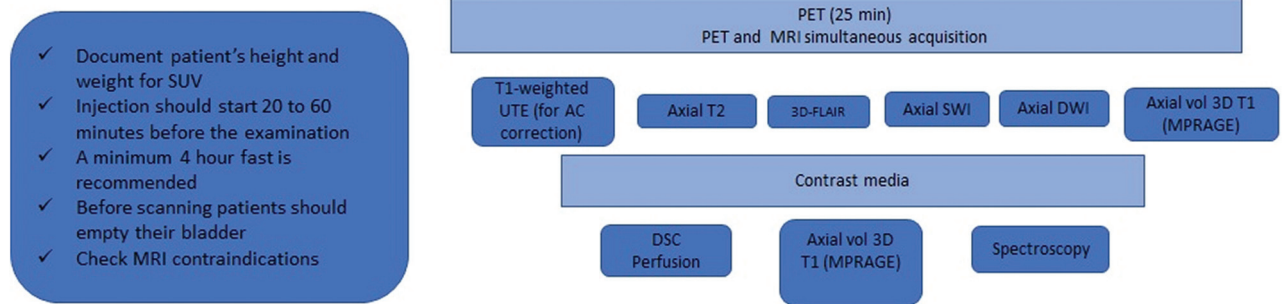 ✓ Document patient's height and
weight for SUV
✓ Injection should start 20 to 60
minutes before the examination
✓ A minimum 4 hour fast is
recommended
✓ Before scanning patients should
empty their bladder
✓ Check MRI contraindications
PET (25 min)
PET and MRI simultaneous acquisition
T1-weighted
UTE (for AC
correction)
Axial T2
3D-FLAIR
Axial SWI
Axial DWI
Axial vol 3D T1
(MPRAGE)
Contrast media
DSC
Perfusion
Axial vol 3D
T1 (MPRAGE)
Spectroscopy